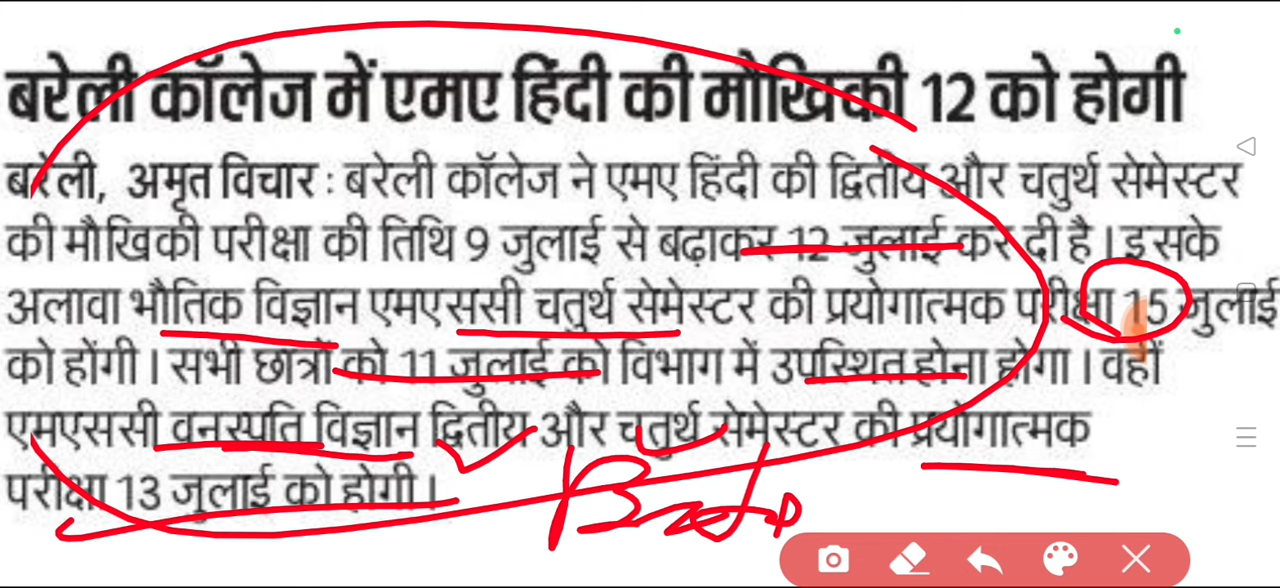 बरेली कॉलेज में एमए हिंदी की मौखिकी 12 को होगी
बरेली, अमृत विचार : बरेली कॉलेज ने एमए हिंदी की द्वितीय और चतुर्थ सेमेस्टर
की मौखिकी परीक्षा की तिथि 9 जुलाई से बढ़ाकर 12 जुलाई कर दी है। इसके
अलावा भौतिक विज्ञान एमएससी चतुर्थ सेमेस्टर की प्रयोगात्मक परीक्षा 15 जुलाई
को होंगी। सभी छात्रों को 11 जुलाई को विभाग में उपस्थित होना होगा। वहीं
एमएससी वनस्पति विज्ञान द्वितीय और चतुर्थ सेमेस्टर की प्रयोगात्मक
परीक्षा 13 जुलाई को होगी।